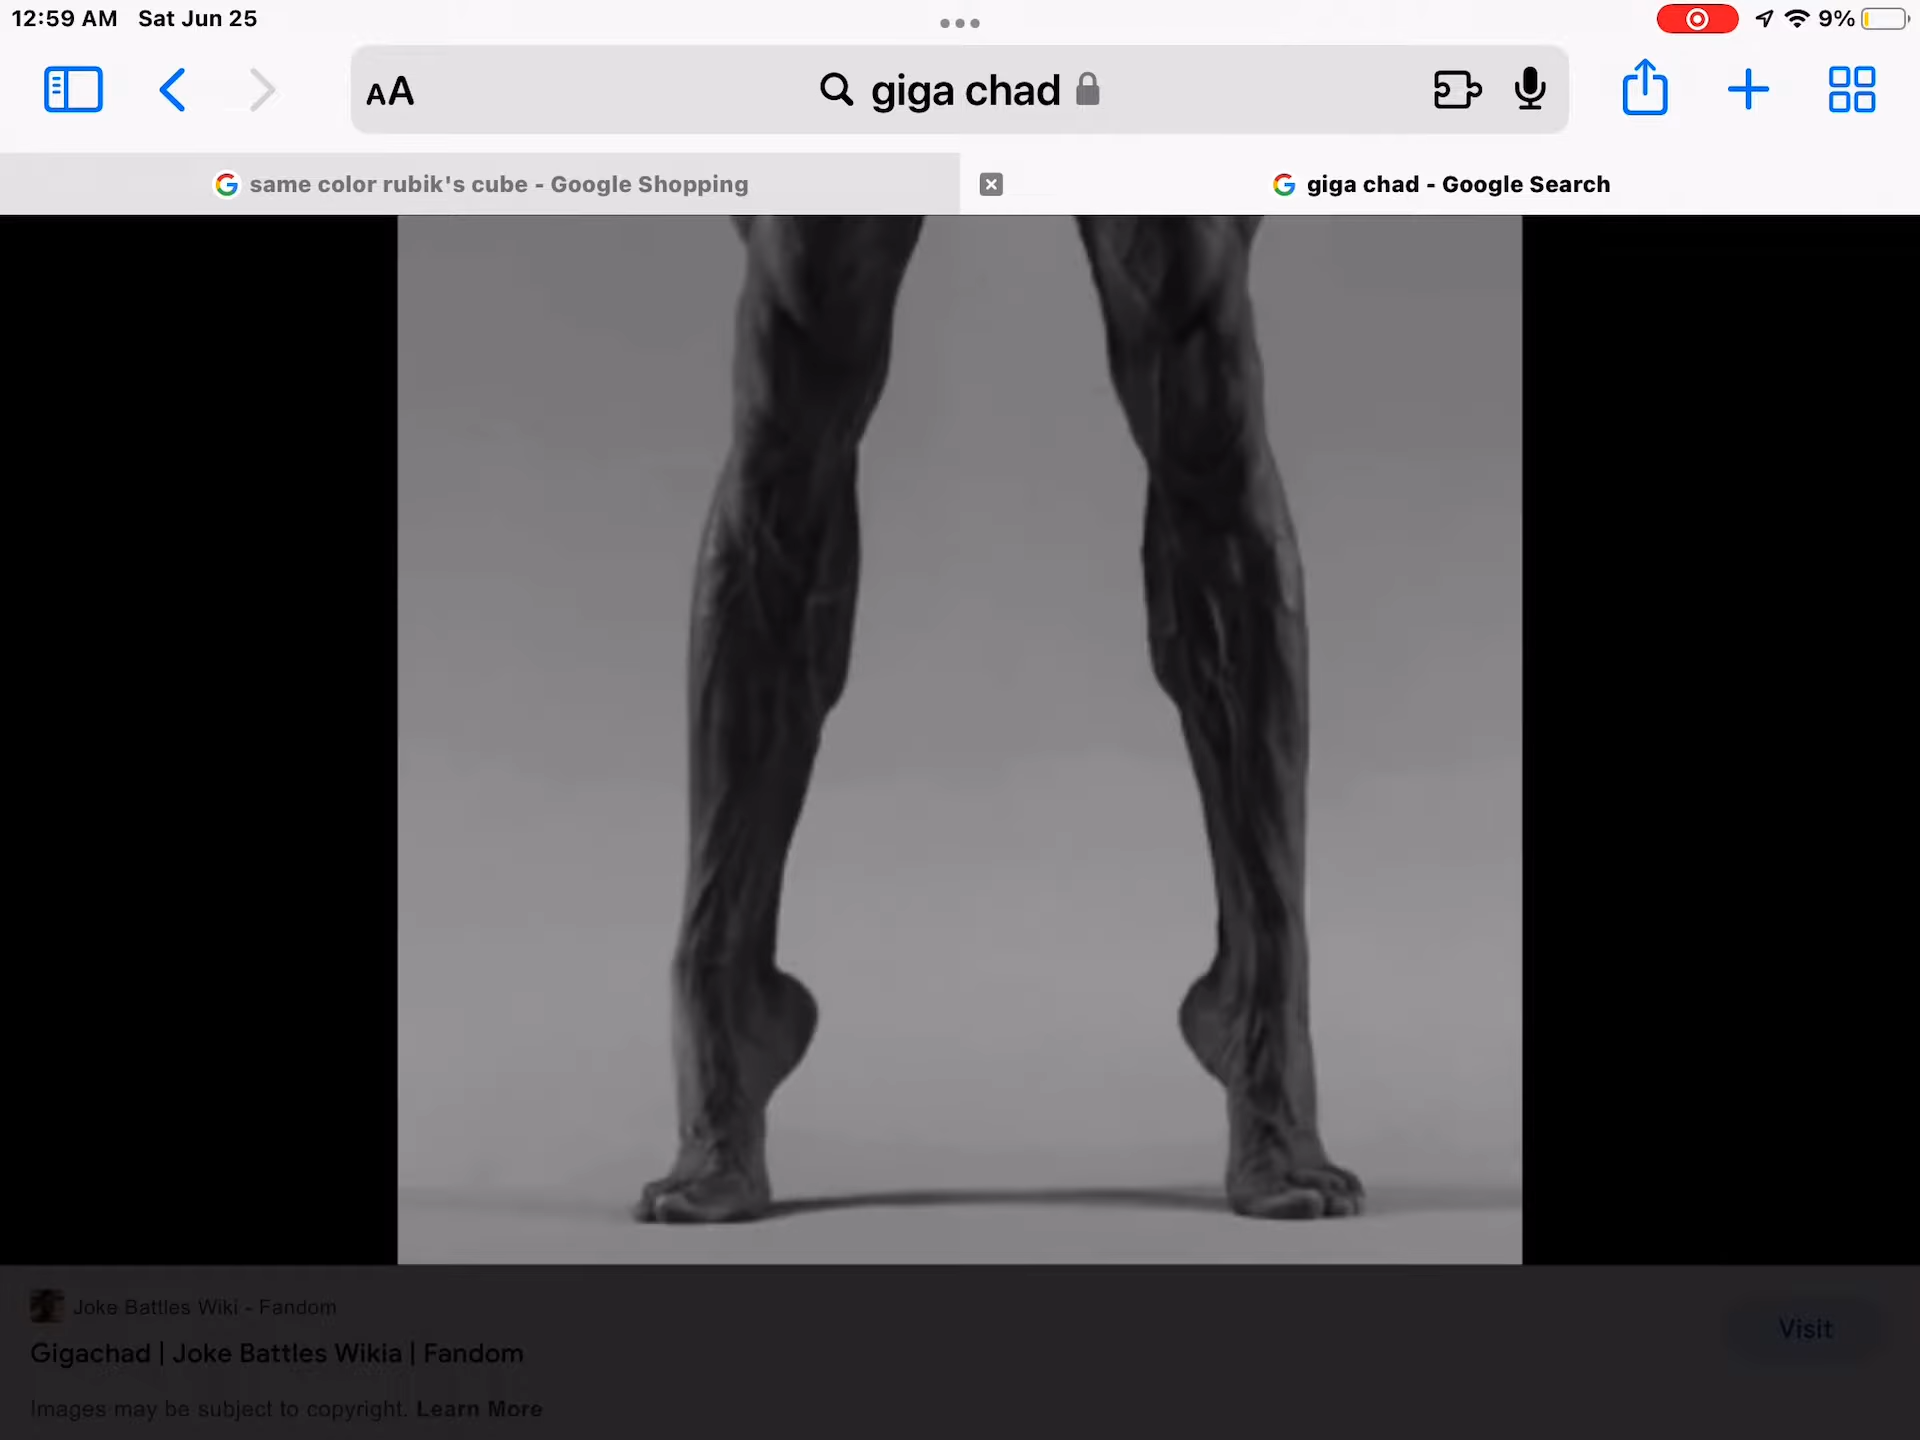 12:59 AM Sat Jun 25
9%
AA
giga chad
same color rubik's cube - Google Shopping
giga chad - Google Search
Joke Battles Wiki - Fandom
Gigachad | Joke Battles Wikia | Fandom
Visit
Images may be subject to copyright. Learn More